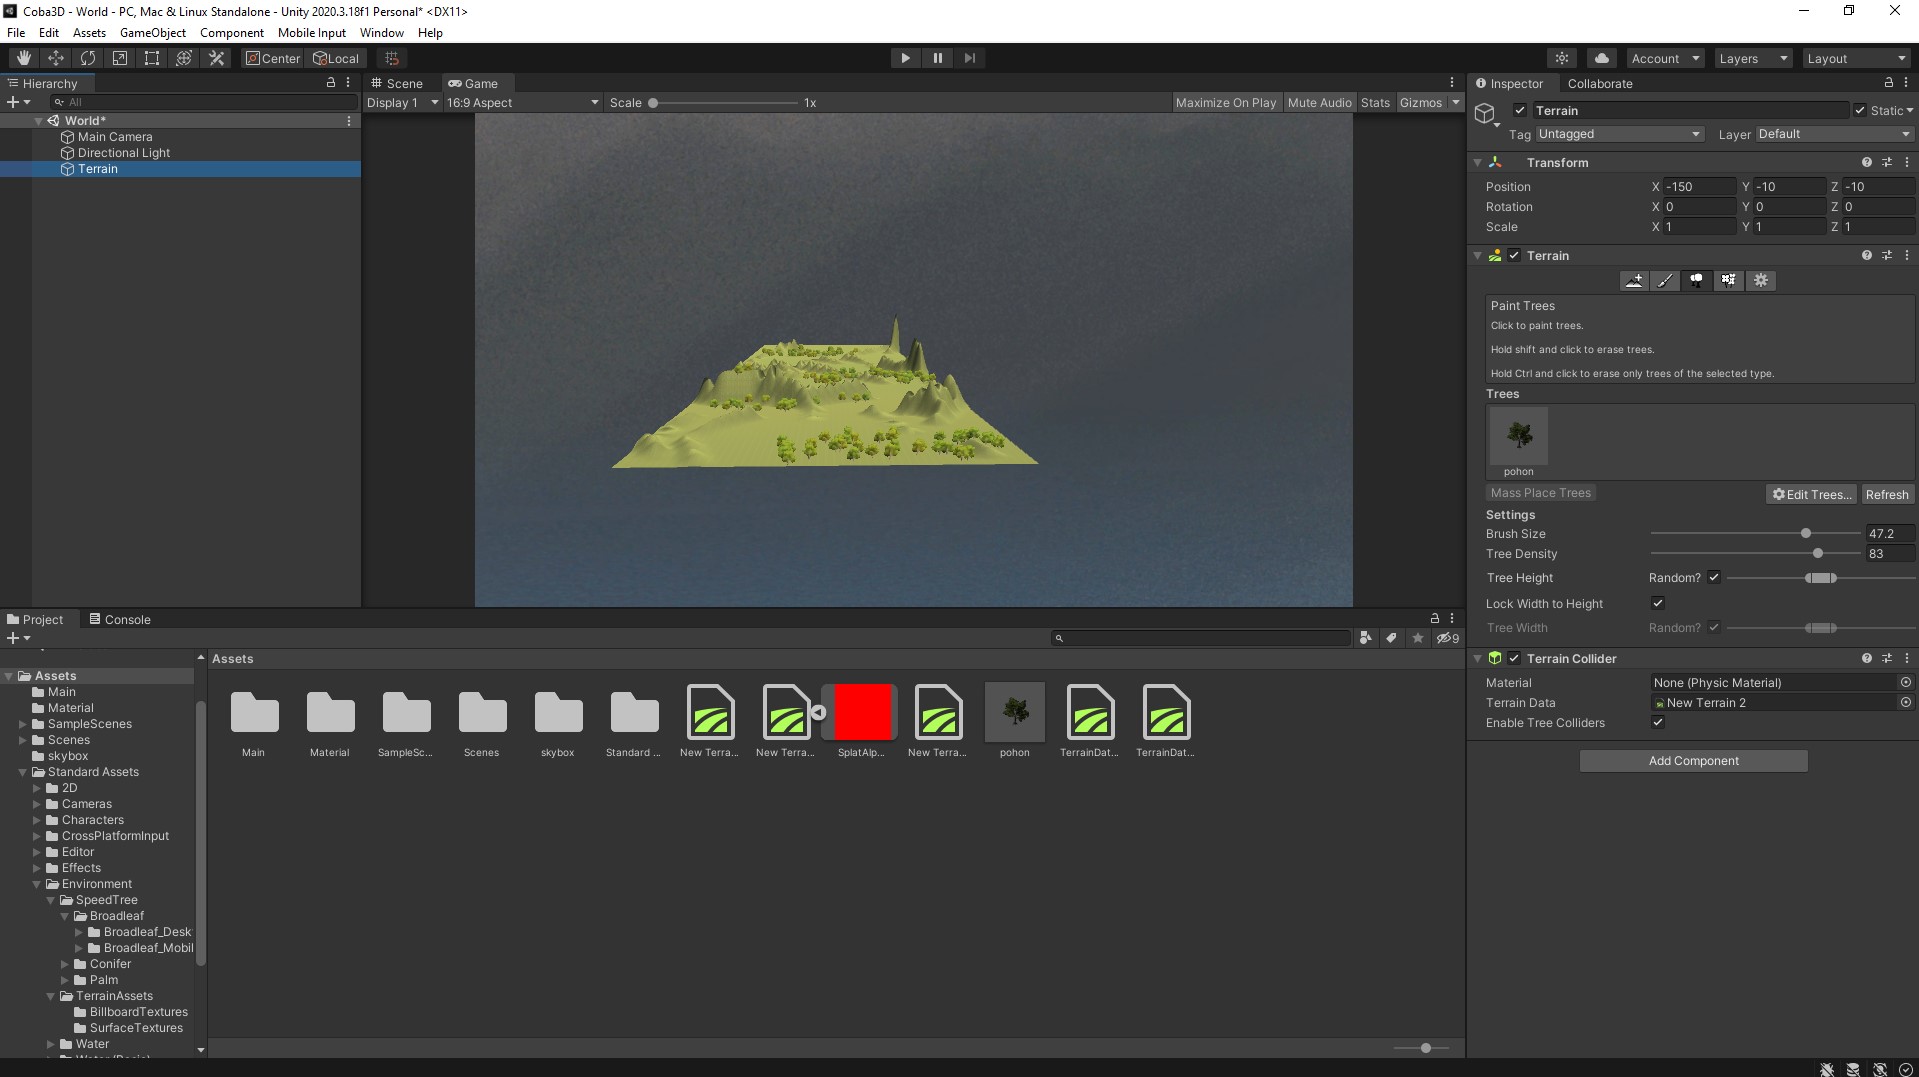 Coba3D - World - PC, Mac & Linux Standalone - Unity 2020.3.18f1 Personal* <DX11>
File Edit Assets GameObject Component Mobile Input Window Help
Center Local Account Layers Layout
Hierarchy
All
World*
Main Camera
Directional Light
Terrain
Scene Game
Display 1 16:9 Aspect Scale 1x Maximize On Play Mute Audio Stats Gizmos
Inspector Collaborate
Terrain Static
Tag Untagged Layer Default
Transform
Position X -150 Y -10 Z -10
Rotation X 0 Y 0 Z 0
Scale X 1 Y 1 Z 1
Terrain
Paint Trees
Click to paint trees.
Hold shift and click to erase trees.
Hold Ctrl and click to erase only trees of the selected type.
Trees
pohon
Mass Place Trees Edit Trees... Refresh
Settings
Brush Size 47.2
Tree Density 83
Tree Height Random?
Lock Width to Height
Tree Width Random?
Terrain Collider
Material None (Physic Material)
Terrain Data New Terrain 2
Enable Tree Colliders
Add Component
Project Console
9
Assets
Main
Material
SampleScenes
Scenes
skybox
Standard Assets
2D
Cameras
Characters
CrossPlatformInput
Editor
Effects
Environment
SpeedTree
Broadleaf
Broadleaf_Desk
Broadleaf_Mobil
Conifer
Palm
TerrainAssets
BillboardTextures
SurfaceTextures
Water
Assets
Main Material SampleSc... Scenes skybox Standard ... New Terra... New Terra... SplatAlp... New Terra... pohon TerrainDat... TerrainDat...